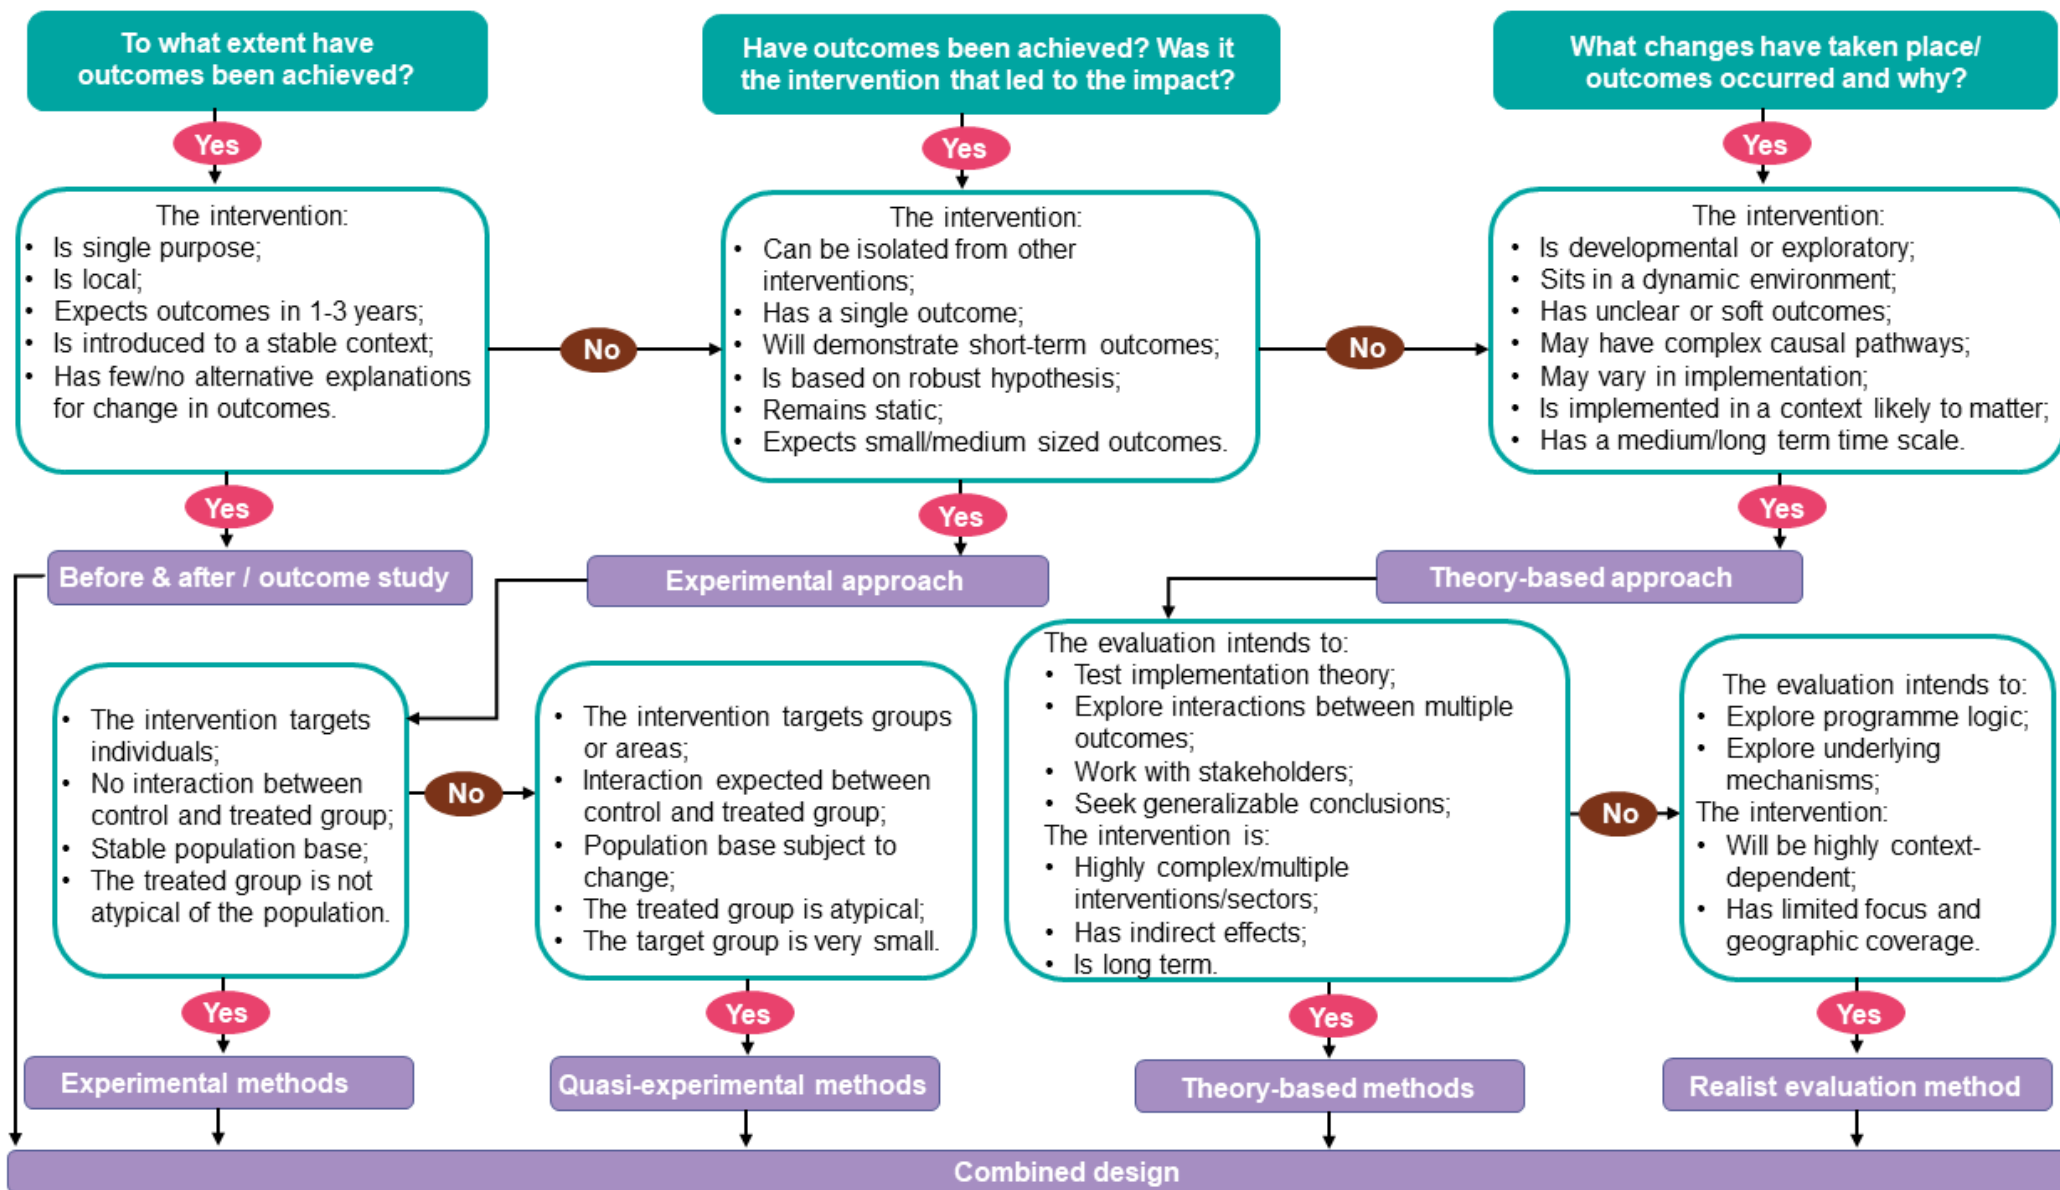 To what extent have
outcomes been achieved?
Have outcomes been achieved? Was it
the intervention that led to the impact?
What changes have taken place/
outcomes occurred and why?
Yes
Yes
Yes
The intervention:
• Is single purpose;
• Is local;
• Expects outcomes in 1-3 years;
• Is introduced to a stable context;
• Has few/no alternative explanations
for change in outcomes.
No
The intervention:
• Can be isolated from other
interventions;
• Has a single outcome;
• Will demonstrate short-term outcomes;
• Is based on robust hypothesis;
• Remains static;
• Expects small/medium sized outcomes.
No
The intervention:
• Is developmental or exploratory;
• Sits in a dynamic environment;
• Has unclear or soft outcomes;
• May have complex causal pathways;
• May vary in implementation;
• Is implemented in a context likely to matter;
• Has a medium/long term time scale.
Yes
Yes
Yes
Before & after / outcome study
Experimental approach
Theory-based approach
• The intervention targets
individuals;
• No interaction between
control and treated group;
• Stable population base;
• The treated group is not
atypical of the population.
No
• The intervention targets groups
or areas;
• Interaction expected between
control and treated group;
• Population base subject to
change;
• The treated group is atypical;
• The target group is very small.
The evaluation intends to:
• Test implementation theory;
• Explore interactions between multiple
outcomes;
• Work with stakeholders;
• Seek generalizable conclusions;
The intervention is:
• Highly complex/multiple
interventions/sectors;
• Has indirect effects;
• Is long term.
No
The evaluation intends to:
• Explore programme logic;
• Explore underlying
mechanisms;
The intervention:
• Will be highly context-
dependent;
• Has limited focus and
geographic coverage.
Yes
Yes
Yes
Yes
Experimental methods
Quasi-experimental methods
Theory-based methods
Realist evaluation method
Combined design